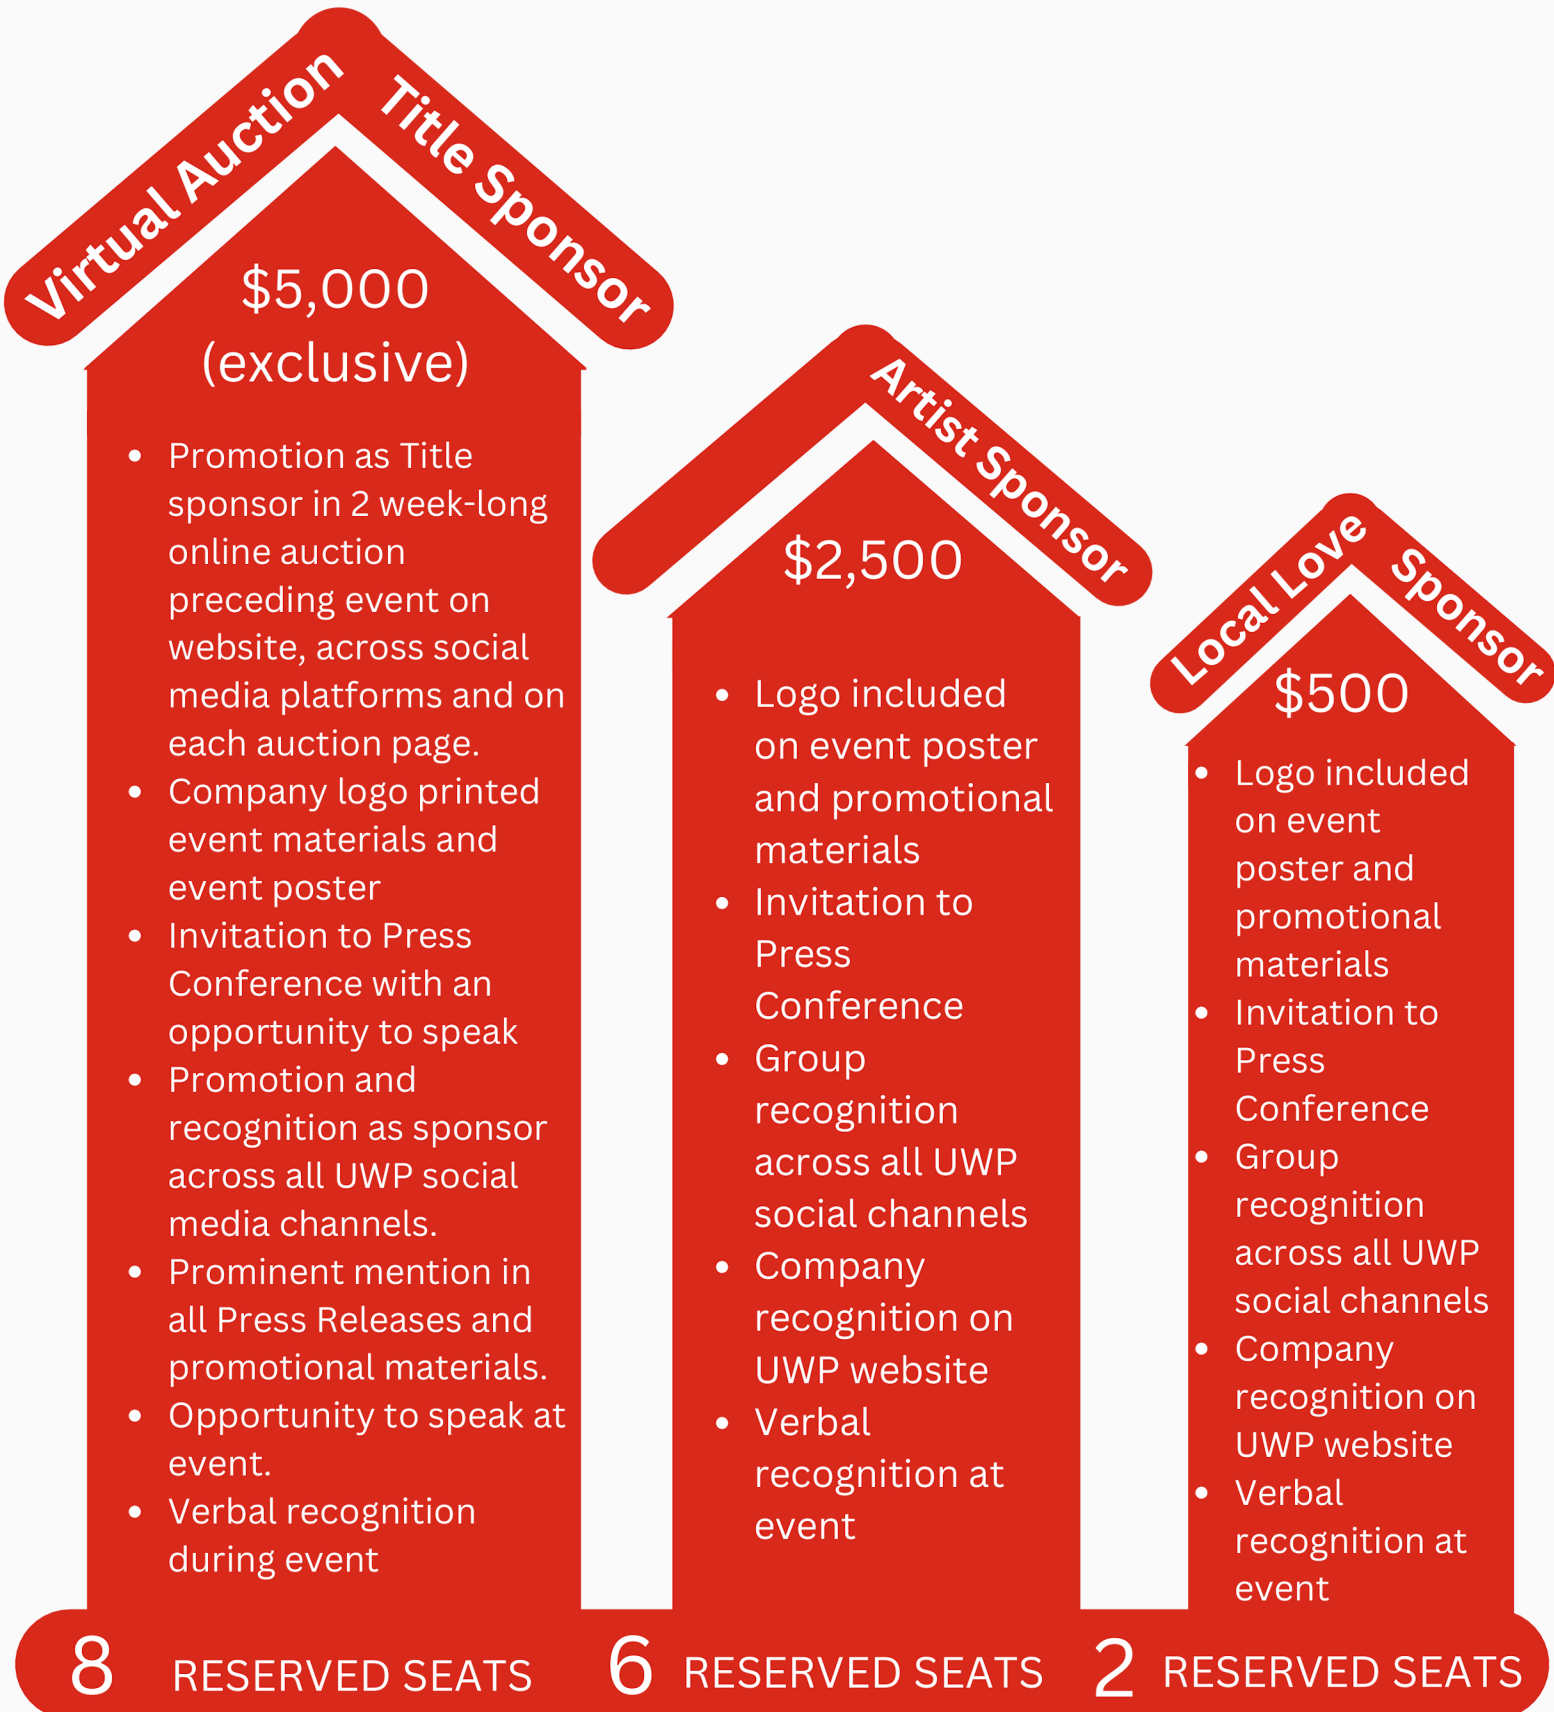 Virtual Auction
Title Sponsor
$5,000
(exclusive)
• Promotion as Title
sponsor in 2 week-long
online auction
preceding event on
website, across social
media platforms and on
each auction page.
• Company logo printed
event materials and
event poster
• Invitation to Press
Conference with an
opportunity to speak
• Promotion and
recognition as sponsor
across all UWP social
media channels.
• Prominent mention in
all Press Releases and
promotional materials.
• Opportunity to speak at
event.
• Verbal recognition
during event
8 RESERVED SEATS
Artist Sponsor
$2,500
• Logo included
on event poster
and promotional
materials
• Invitation to
Press
Conference
• Group
recognition
across all UWP
social channels
• Company
recognition on
UWP website
• Verbal
recognition at
event
6 RESERVED SEATS
Local Love
Sponsor
$500
• Logo included
on event
poster and
promotional
materials
• Invitation to
Press
Conference
• Group
recognition
across all UWP
social channels
• Company
recognition on
UWP website
• Verbal
recognition at
event
2 RESERVED SEATS